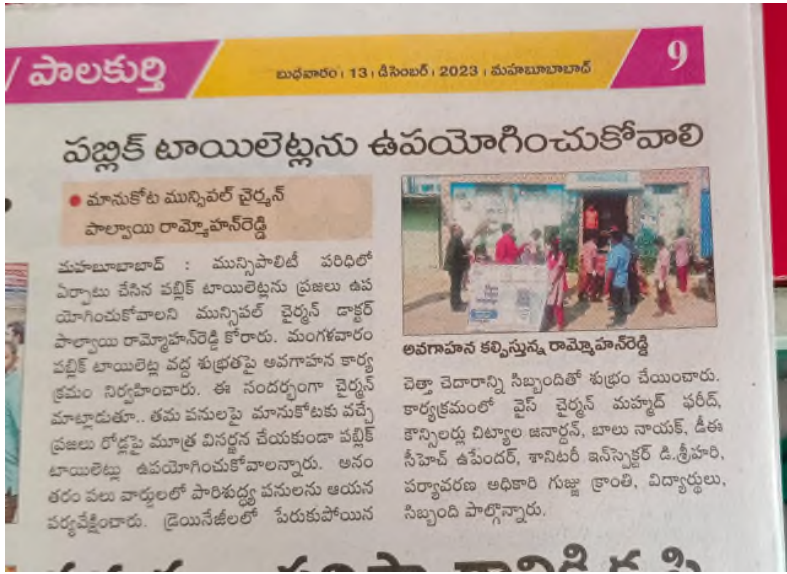 / పాలకుర్తి
బుధవారం। 13। డిసెంబర్। 2023। మహబూబాబాద్
9
పబ్లిక్ టాయిలెట్లను ఉపయోగించుకోవాలి
• మానుకోట మున్సిపల్ చైర్మన్
పాల్వాయి రామ్మోహన్‌రెడ్డి
మహబూబాబాద్ : మున్సిపాలిటీ పరిధిలో
ఏర్పాటు చేసిన పబ్లిక్ టాయిలెట్లను ప్రజలు ఉప
యోగించుకోవాలని మున్సిపల్ చైర్మన్ డాక్టర్
పాల్వాయి రామ్మోహన్‌రెడ్డి కోరారు. మంగళవారం
పబ్లిక్ టాయిలెట్ల వద్ద శుభ్రతపై అవగాహన కార్య
క్రమం నిర్వహించారు. ఈ సందర్భంగా చైర్మన్
మాట్లాడుతూ.. తమ పనులపై మానుకోటకు వచ్చే
ప్రజలు రోడ్లపై మూత్ర విసర్జన చేయకుండా పబ్లిక్
టాయిలెట్లు ఉపయోగించుకోవాలన్నారు. అనం
తరం పలు వార్డులలో పారిశుద్ధ్య పనులను ఆయన
పర్యవేక్షించారు. డ్రెయినేజీలలో పేరుకుపోయిన
అవగాహన కల్పిస్తున్న రామ్మోహన్‌రెడ్డి
చెత్తా చెదారాన్ని సిబ్బందితో శుభ్రం చేయించారు.
కార్యక్రమంలో వైస్ చైర్మన్ మహ్మద్ ఫరీద్,
కౌన్సిలర్లు చిట్యాల జనార్దన్, బాలు నాయక్, డీఈ
సీహెచ్ ఉపేందర్, శానిటరీ ఇన్‌స్పెక్టర్ డి.శ్రీహరి,
పర్యావరణ అధికారి గుజ్జు క్రాంతి, విద్యార్థులు,
సిబ్బంది పాల్గొన్నారు.